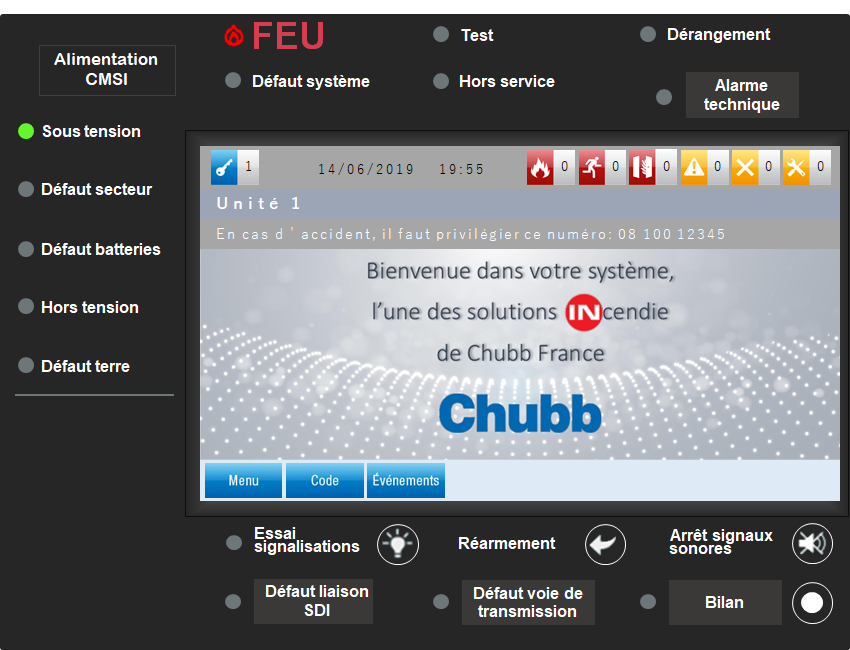 Alimentation
CMSI
FEU
Test
Dérangement
Défaut système
Hors service
Alarme
technique
Sous tension
Défaut secteur
Défaut batteries
Hors tension
Défaut terre
1 14/06/2019 19:55 0 0 0 0 0 0
Unité 1
En cas d'accident, il faut privilégier ce numéro: 08 100 12345
Bienvenue dans votre système,
l'une des solutions INcendie
de Chubb France
Chubb
Menu Code Événements
Essai
signalisations
Réarmement
Arrêt signaux
sonores
Défaut liaison
SDI
Défaut voie de
transmission
Bilan